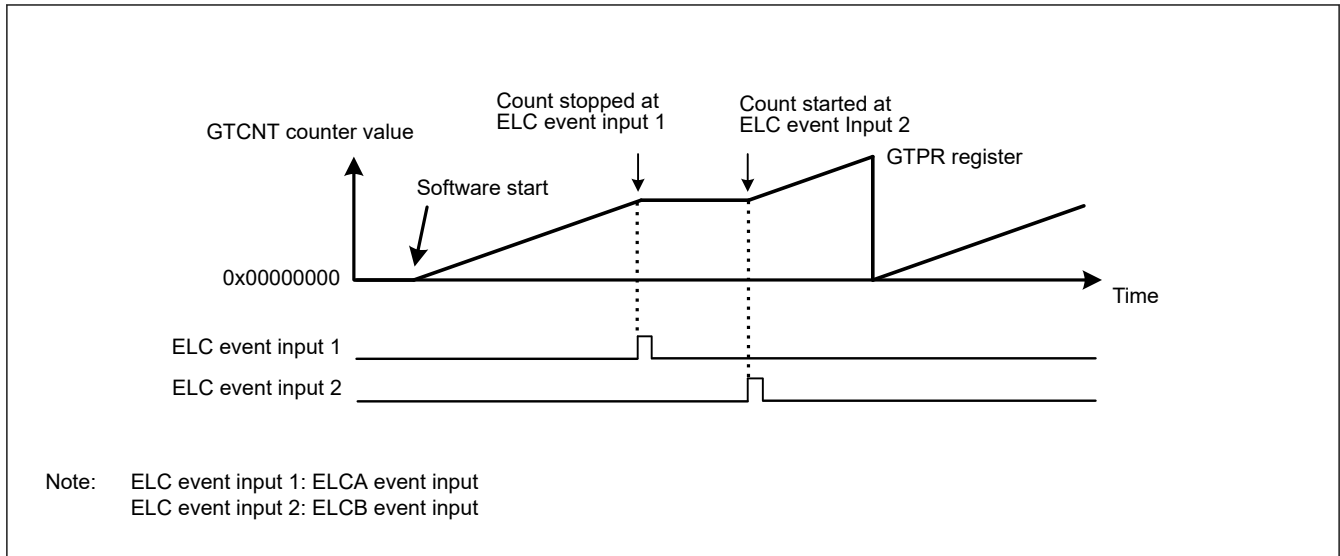 Count stopped at
ELC event input 1
Count started at
ELC event Input 2
GTCNT counter value
GTPR register
Software start
0x00000000
Time
ELC event input 1
ELC event input 2
Note: ELC event input 1: ELCA event input
ELC event input 2: ELCB event input